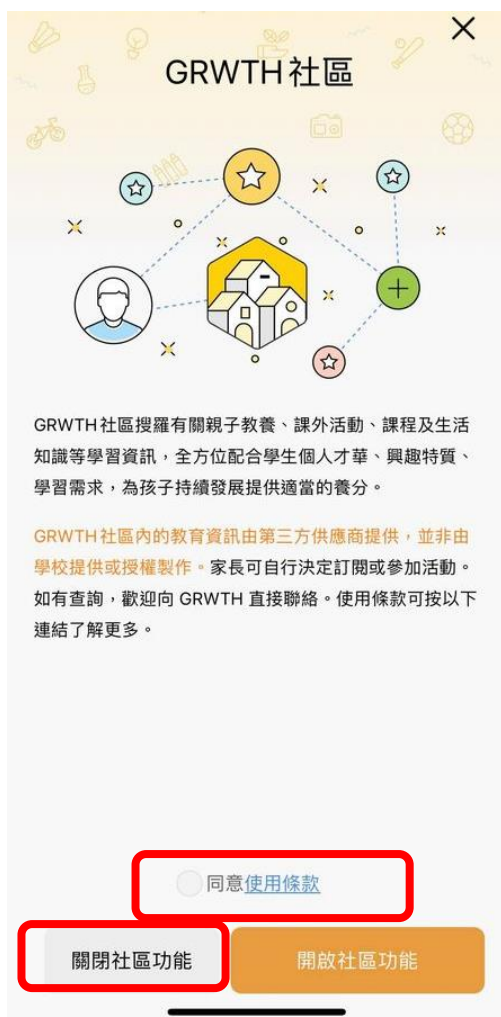 GRWTH 社區
GRWTH 社區搜羅有關親子教養、課外活動、課程及生活
知識等學習資訊，全方位配合學生個人才華、興趣特質、
學習需求，為孩子持續發展提供適當的養分。
GRWTH 社區內的教育資訊由第三方供應商提供，並非由
學校提供或授權製作。家長可自行決定訂閱或參加活動。
如有查詢，歡迎向 GRWTH 直接聯絡。使用條款可按以下
連結了解更多。
同意使用條款
關閉社區功能
開啟社區功能